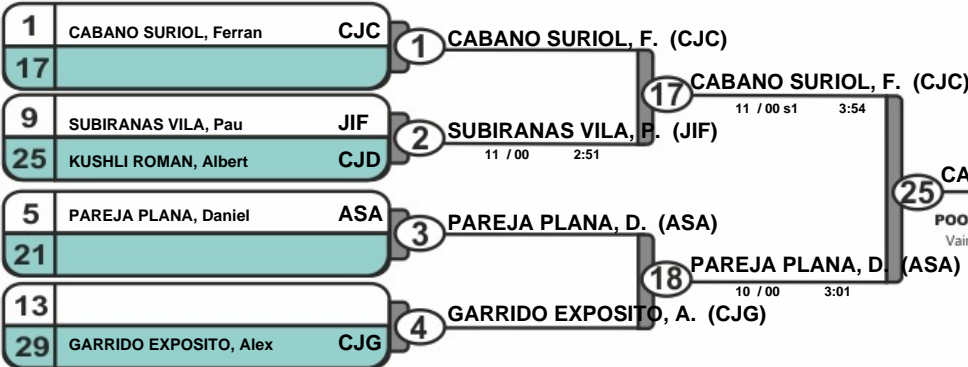 1 CABANO SURIOL, Ferran CJC
17
1 CABANO SURIOL, F. (CJC)
9 SUBIRANAS VILA, Pau JIF
25 KUSHLI ROMAN, Albert CJD
2 SUBIRANAS VILA, P. (JIF)
11 / 00 2:51
17 CABANO SURIOL, F. (CJC)
11 / 00 s1 3:54
5 PAREJA PLANA, Daniel ASA
21
3 PAREJA PLANA, D. (ASA)
13
29 GARRIDO EXPOSITO, Alex CJG
4 GARRIDO EXPOSITO, A. (CJG)
18 PAREJA PLANA, D. (ASA)
10 / 00 3:01
25 CA
POO
Vain